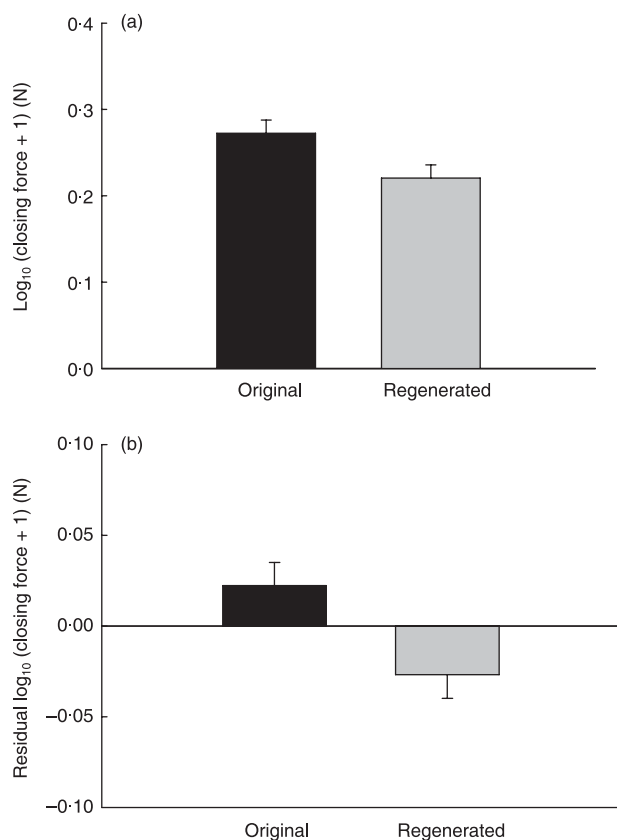 (a)
Log₁₀ (closing force + 1) (N)
0·4
0·3
0·2
0·1
0·0
Original
Regenerated
(b)
Residual log₁₀ (closing force + 1) (N)
0·10
0·05
0·00
–0·05
–0·10
Original
Regenerated